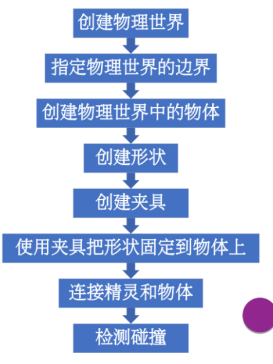 创建物理世界
指定物理世界的边界
创建物理世界中的物体
创建形状
创建夹具
使用夹具把形状固定到物体上
连接精灵和物体
检测碰撞